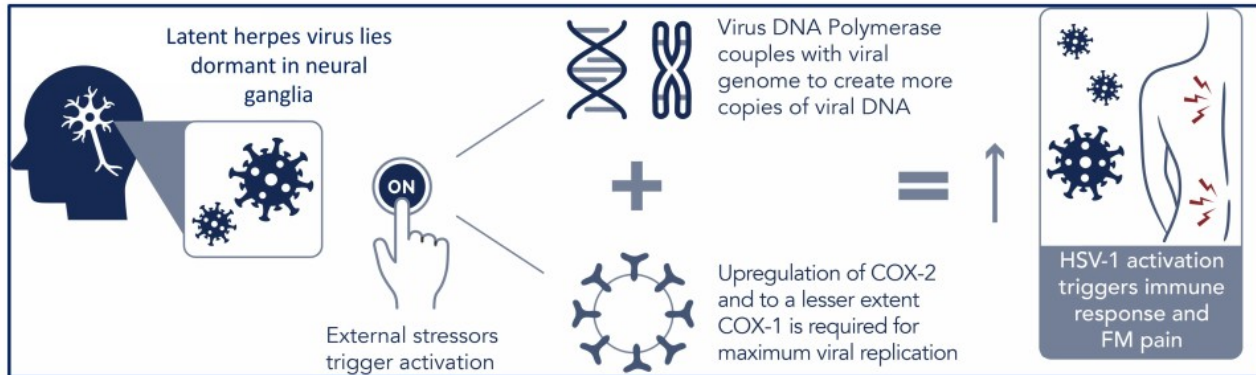 Latent herpes virus lies
dormant in neural
ganglia
ON
External stressors
trigger activation
Virus DNA Polymerase
couples with viral
genome to create more
copies of viral DNA
+
Upregulation of COX-2
and to a lesser extent
COX-1 is required for
maximum viral replication
=
HSV-1 activation
triggers immune
response and
FM pain